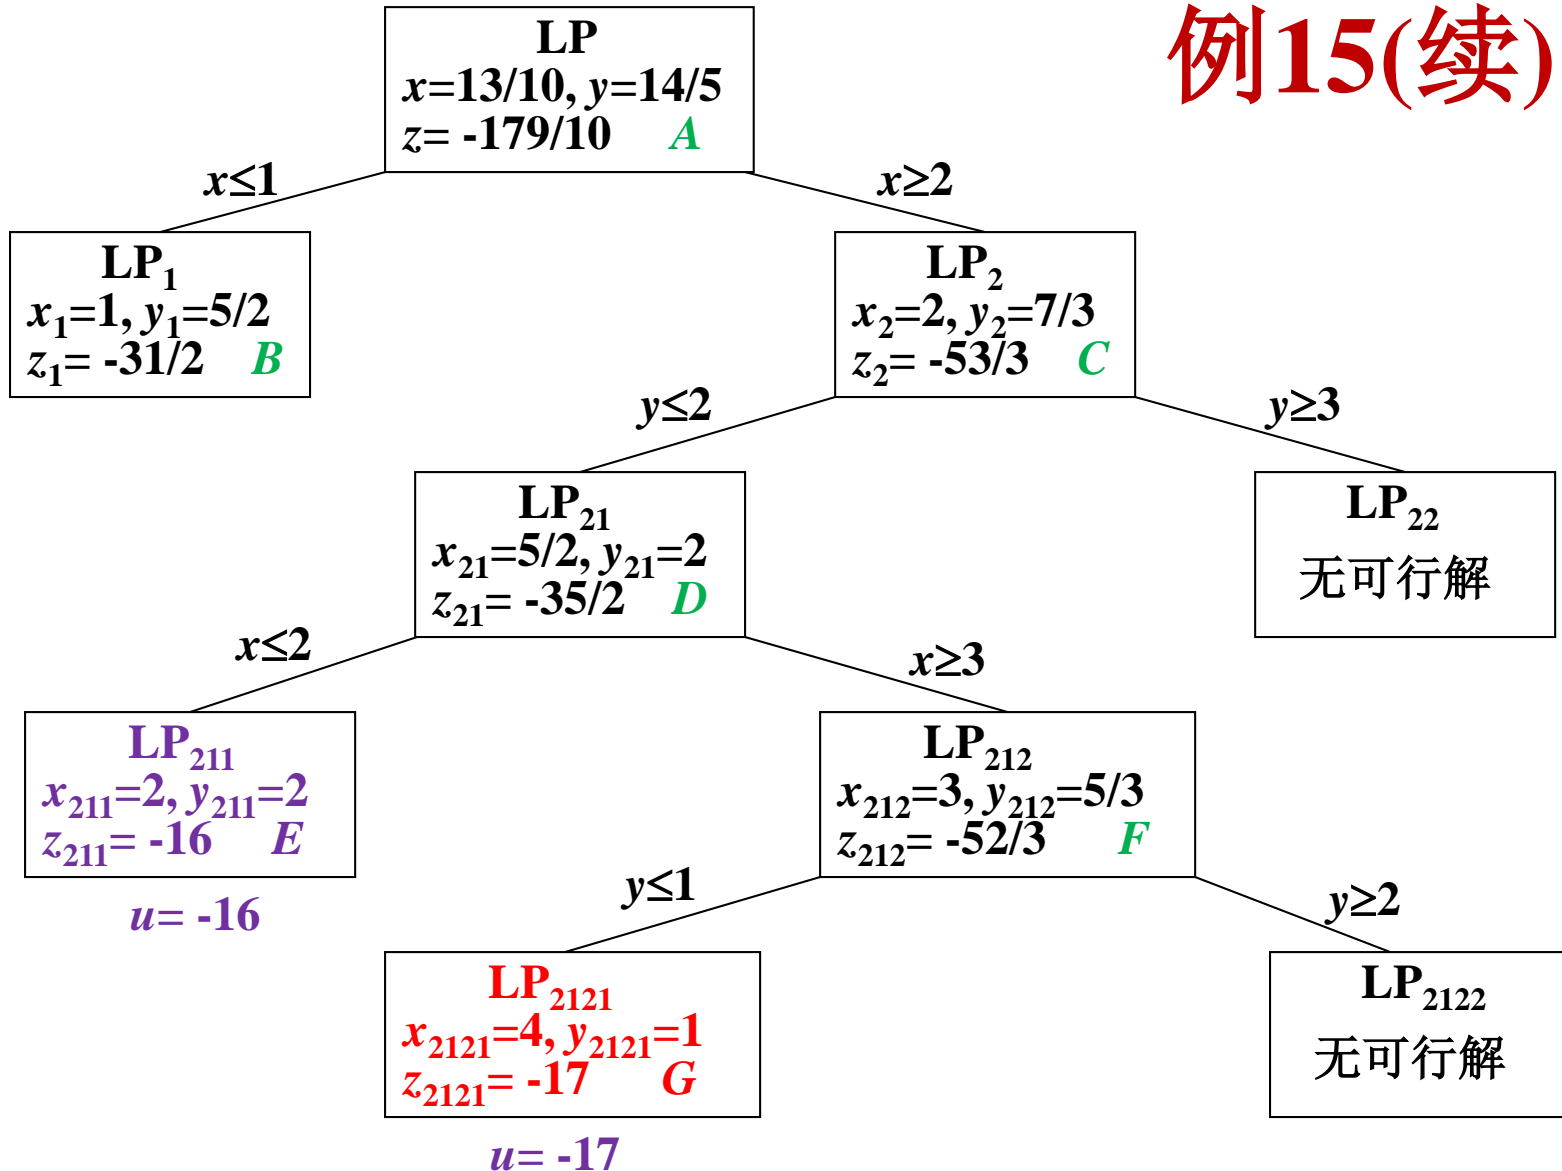 例15(续)
LP
x=13/10, y=14/5
z= -179/10 A
x≤1
x≥2
LP₁
x₁=1, y₁=5/2
z₁= -31/2 B
LP₂
x₂=2, y₂=7/3
z₂= -53/3 C
y≤2
y≥3
LP₂₁
x₂₁=5/2, y₂₁=2
z₂₁= -35/2 D
LP₂₂
无可行解
x≤2
x≥3
LP₂₁₁
x₂₁₁=2, y₂₁₁=2
z₂₁₁= -16 E
u= -16
LP₂₁₂
x₂₁₂=3, y₂₁₂=5/3
z₂₁₂= -52/3 F
y≤1
y≥2
LP₂₁₂₁
x₂₁₂₁=4, y₂₁₂₁=1
z₂₁₂₁= -17 G
u= -17
LP₂₁₂₂
无可行解